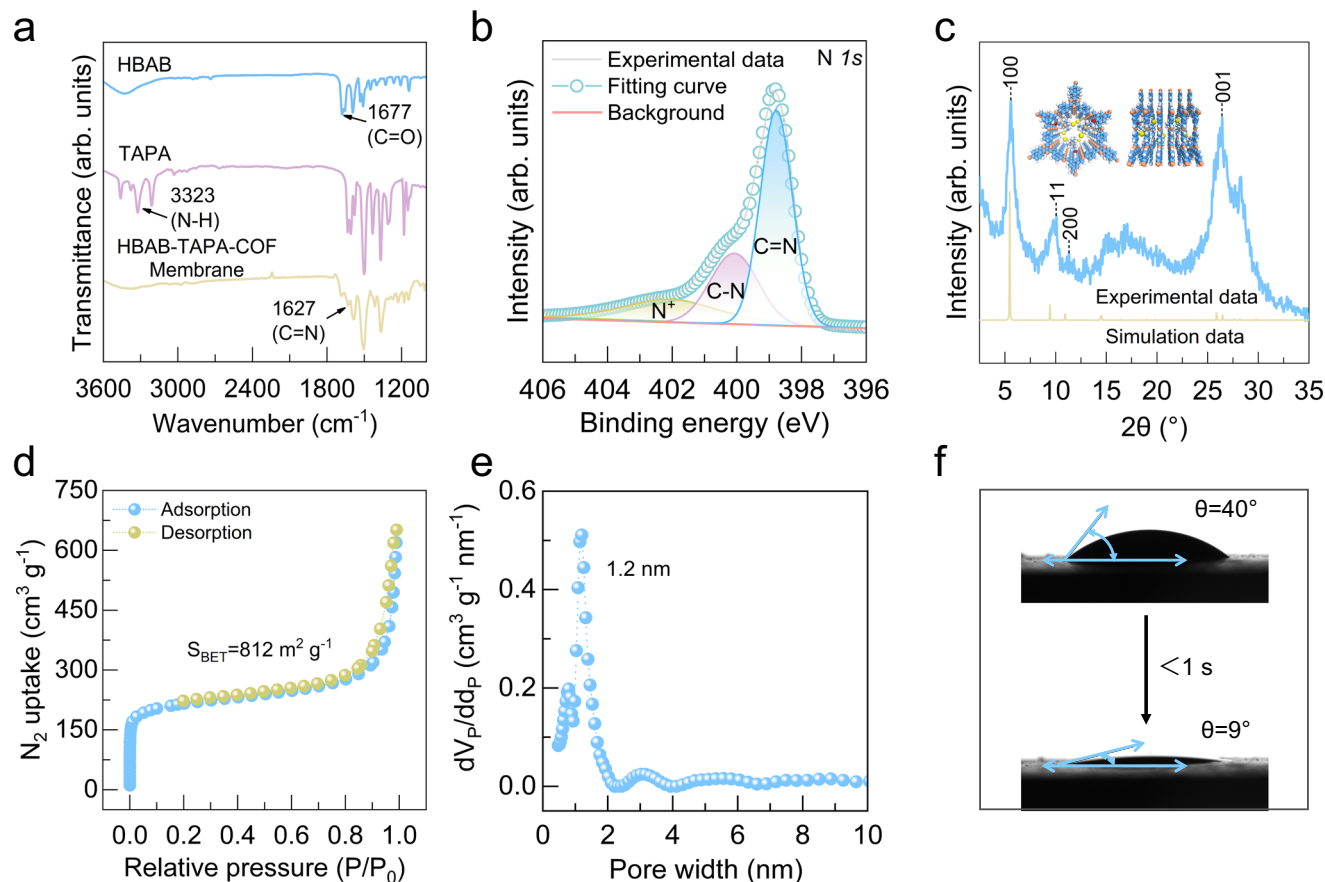 a
HBAB
1677
(C=O)
TAPA
3323
(N-H)
HBAB-TAPA-COF
Membrane
1627
(C=N)
Transmittance (arb. units)
3600 3000 2400 1800 1200
Wavenumber (cm⁻¹)
b
Experimental data
N 1s
Fitting curve
Background
C=N
C-N
N⁺
Intensity (arb. units)
406 404 402 400 398 396
Binding energy (eV)
c
100
11
200
001
Experimental data
Simulation data
Intensity (arb. units)
5 10 15 20 25 30 35
2θ (°)
d
Adsorption
Desorption
S_BET=812 m² g⁻¹
N₂ uptake (cm³ g⁻¹)
750
600
450
300
150
0
0.0 0.2 0.4 0.6 0.8 1.0
Relative pressure (P/P₀)
e
1.2 nm
dV_P/dd_P (cm³ g⁻¹ nm⁻¹)
0.6
0.4
0.2
0.0
0 2 4 6 8 10
Pore width (nm)
f
θ=40°
<1 s
θ=9°